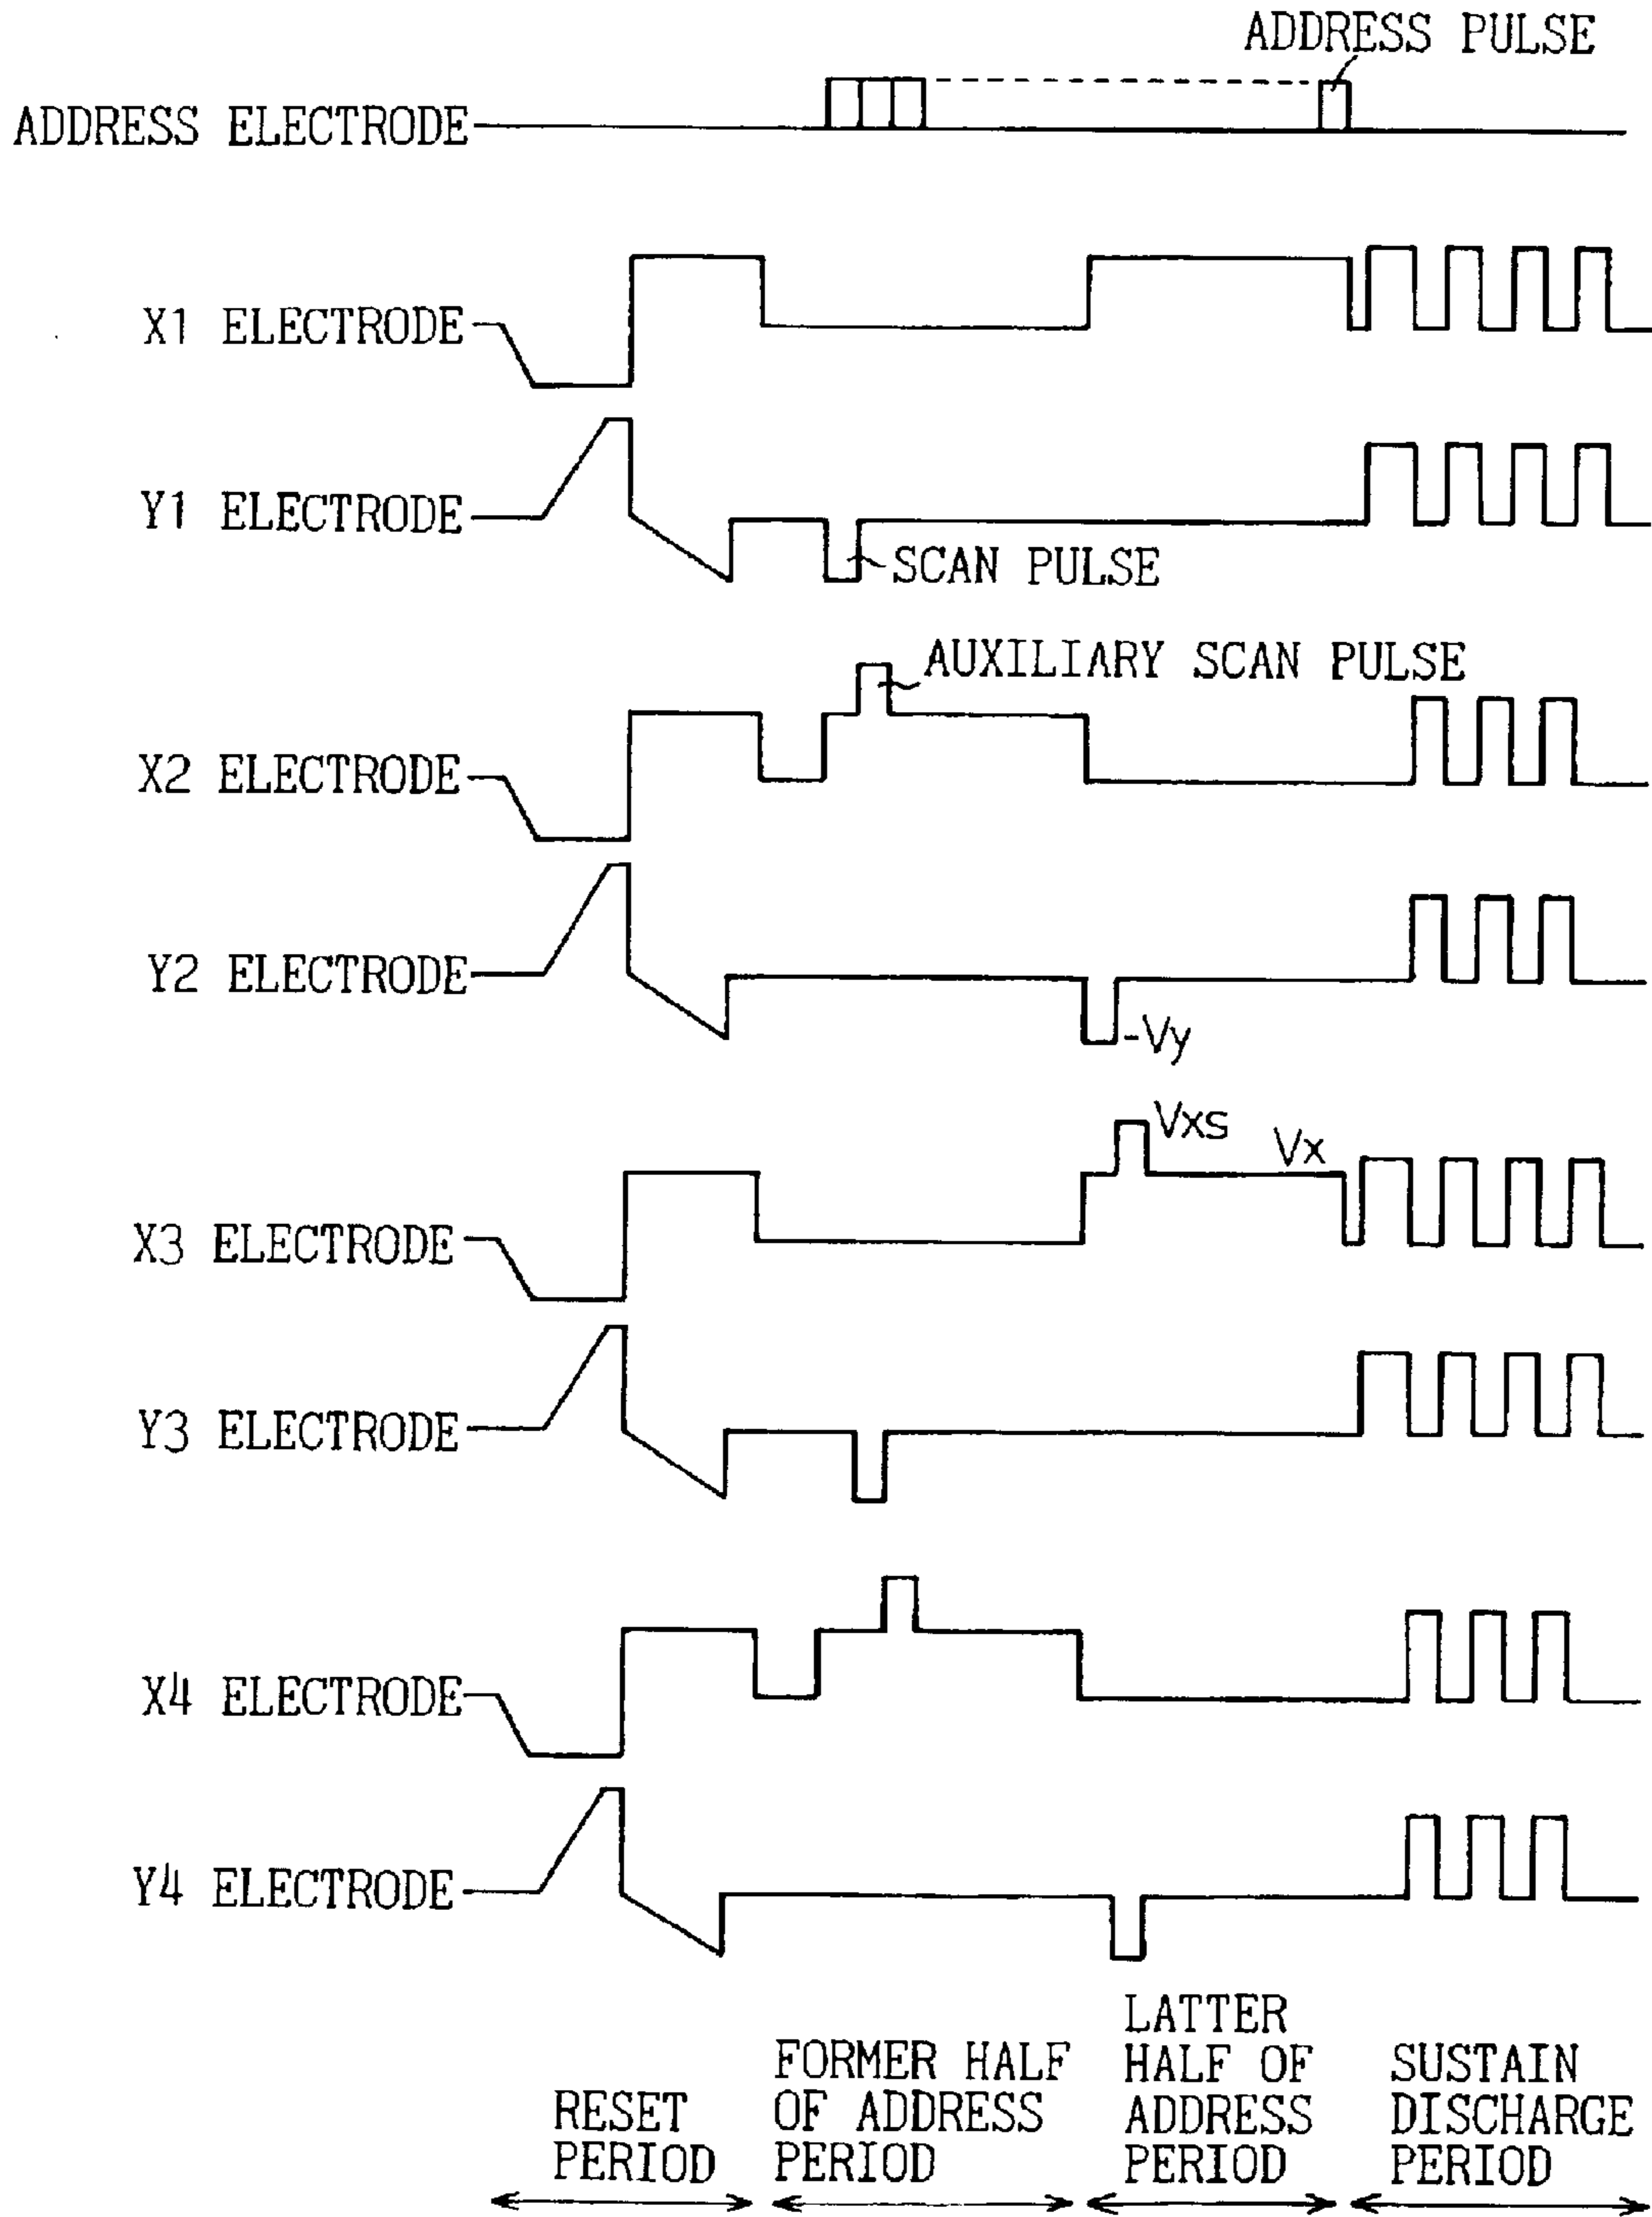 ADDRESS PULSE
ADDRESS ELECTRODE
X1 ELECTRODE
Y1 ELECTRODE
SCAN PULSE
AUXILIARY SCAN PULSE
X2 ELECTRODE
Y2 ELECTRODE
-Vy
Vxs
Vx
X3 ELECTRODE
Y3 ELECTRODE
X4 ELECTRODE
Y4 ELECTRODE
RESET
PERIOD
FORMER HALF
OF ADDRESS
PERIOD
LATTER
HALF OF
ADDRESS
PERIOD
SUSTAIN
DISCHARGE
PERIOD